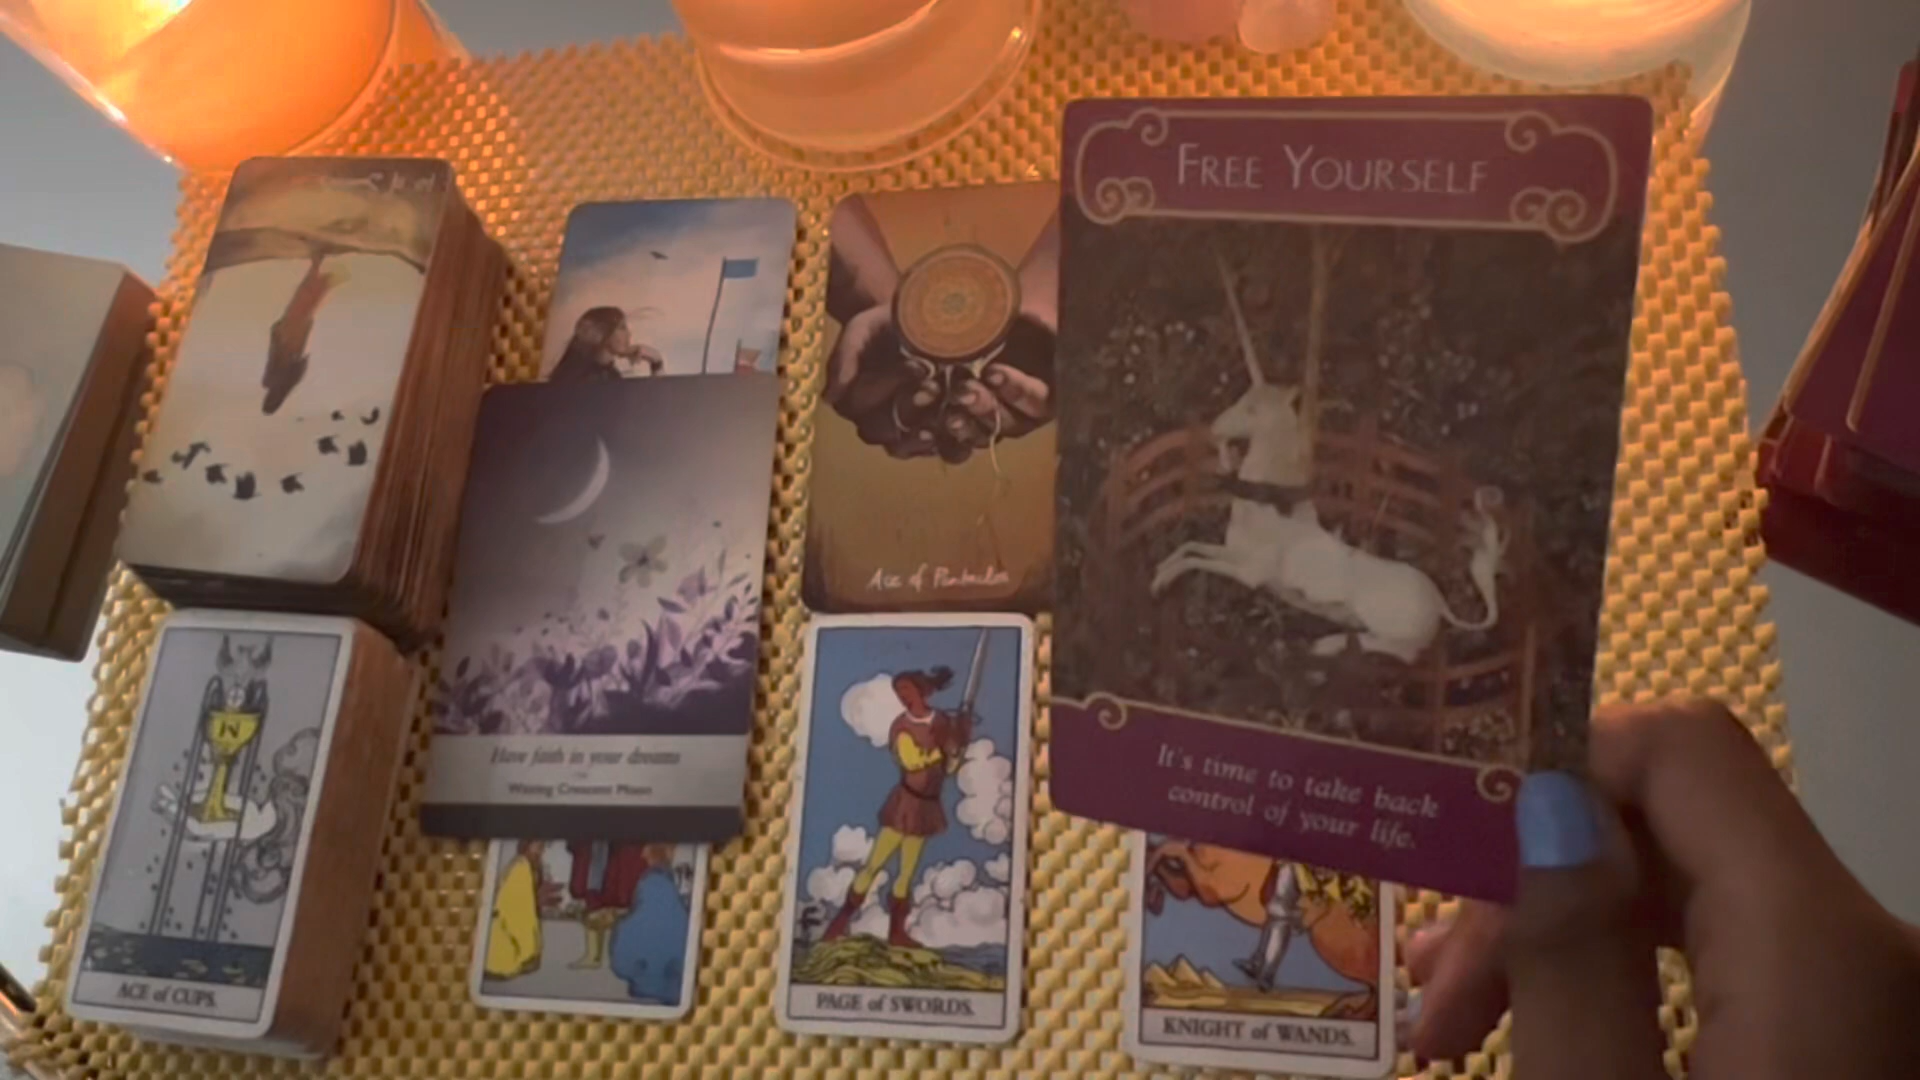 FREE YOURSELF
It's time to take back
control of your life.
Ace of Pentacles
Have faith in your dreams
Waxing Crescent Moon
ACE of CUPS.
PAGE of SWORDS.
KNIGHT of WANDS.